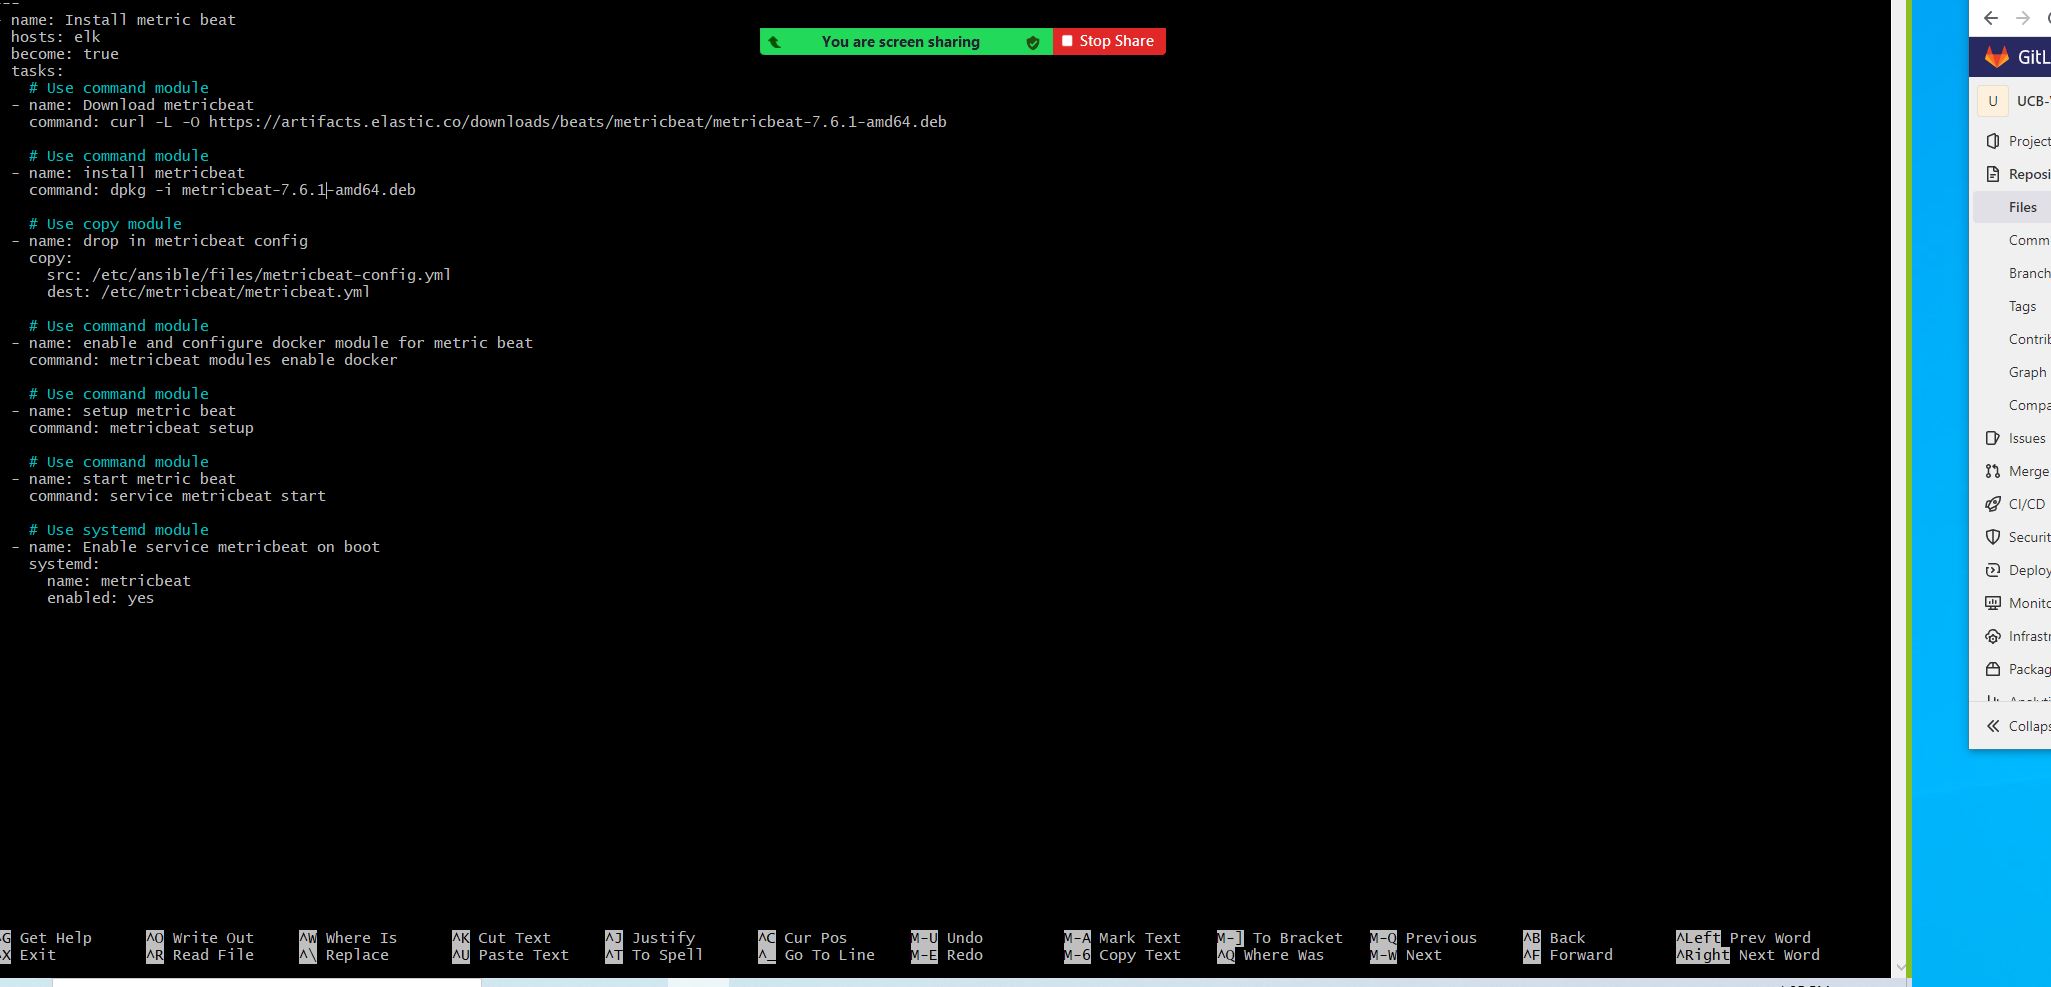 ---
- name: Install metric beat
hosts: elk
become: true
tasks:
# Use command module
- name: Download metricbeat
command: curl -L -O https://artifacts.elastic.co/downloads/beats/metricbeat/metricbeat-7.6.1-amd64.deb
# Use command module
- name: install metricbeat
command: dpkg -i metricbeat-7.6.1-amd64.deb
# Use copy module
- name: drop in metricbeat config
copy:
src: /etc/ansible/files/metricbeat-config.yml
dest: /etc/metricbeat/metricbeat.yml
# Use command module
- name: enable and configure docker module for metric beat
command: metricbeat modules enable docker
# Use command module
- name: setup metric beat
command: metricbeat setup
# Use command module
- name: start metric beat
command: service metricbeat start
# Use systemd module
- name: Enable service metricbeat on boot
systemd:
name: metricbeat
enabled: yes
You are screen sharing Stop Share
^G Get Help ^O Write Out ^W Where Is ^K Cut Text ^J Justify ^C Cur Pos M-U Undo M-A Mark Text M-] To Bracket M-Q Previous ^B Back ^Left Prev Word
^X Exit ^R Read File ^\ Replace ^U Paste Text ^T To Spell ^_ Go To Line M-E Redo M-6 Copy Text ^Q Where Was M-W Next ^F Forward ^Right Next Word
GitL
U UCB-
Project
Reposi
Files
Comm
Branch
Tags
Contrib
Graph
Compa
Issues
Merge
CI/CD
Securit
Deploy
Monito
Infrastr
Packag
Collaps